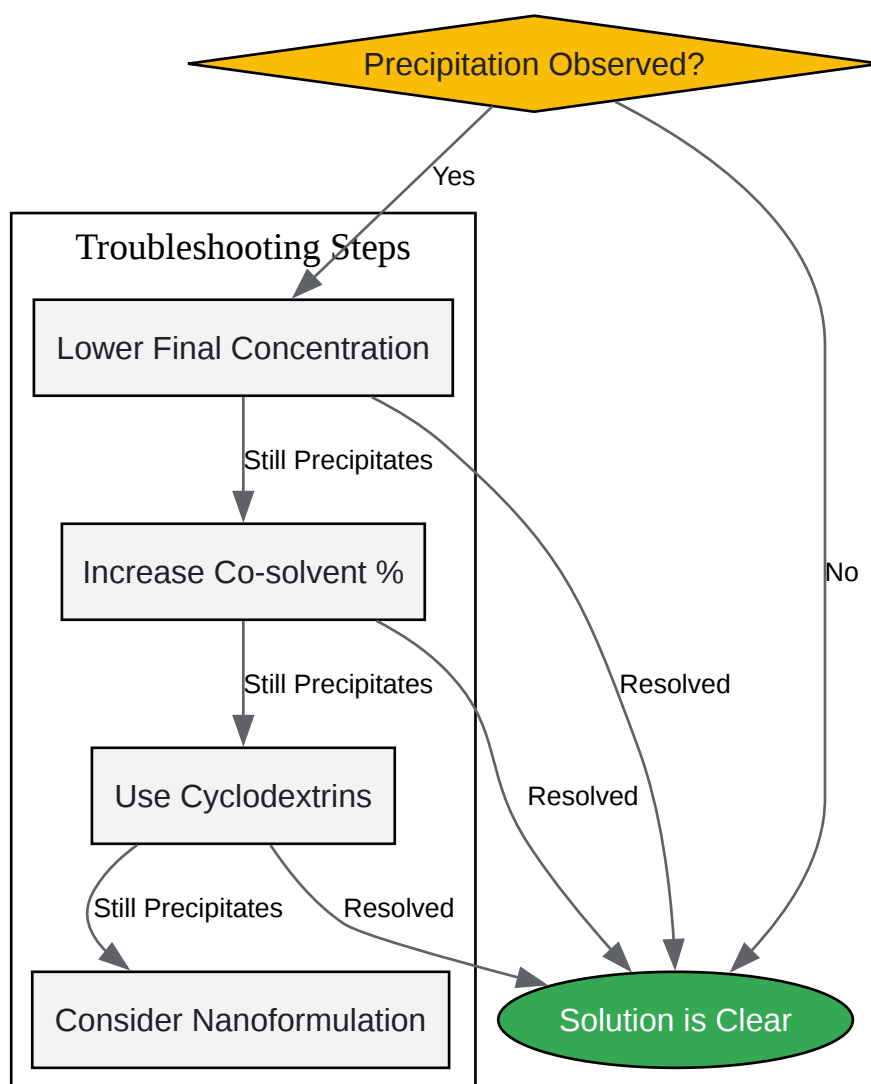 Precipitation Observed?
Yes
Troubleshooting Steps
Lower Final Concentration
Still Precipitates
Increase Co-solvent %
No
Still Precipitates
Resolved
Use Cyclodextrins
Resolved
Still Precipitates
Resolved
Consider Nanoformulation
Solution is Clear